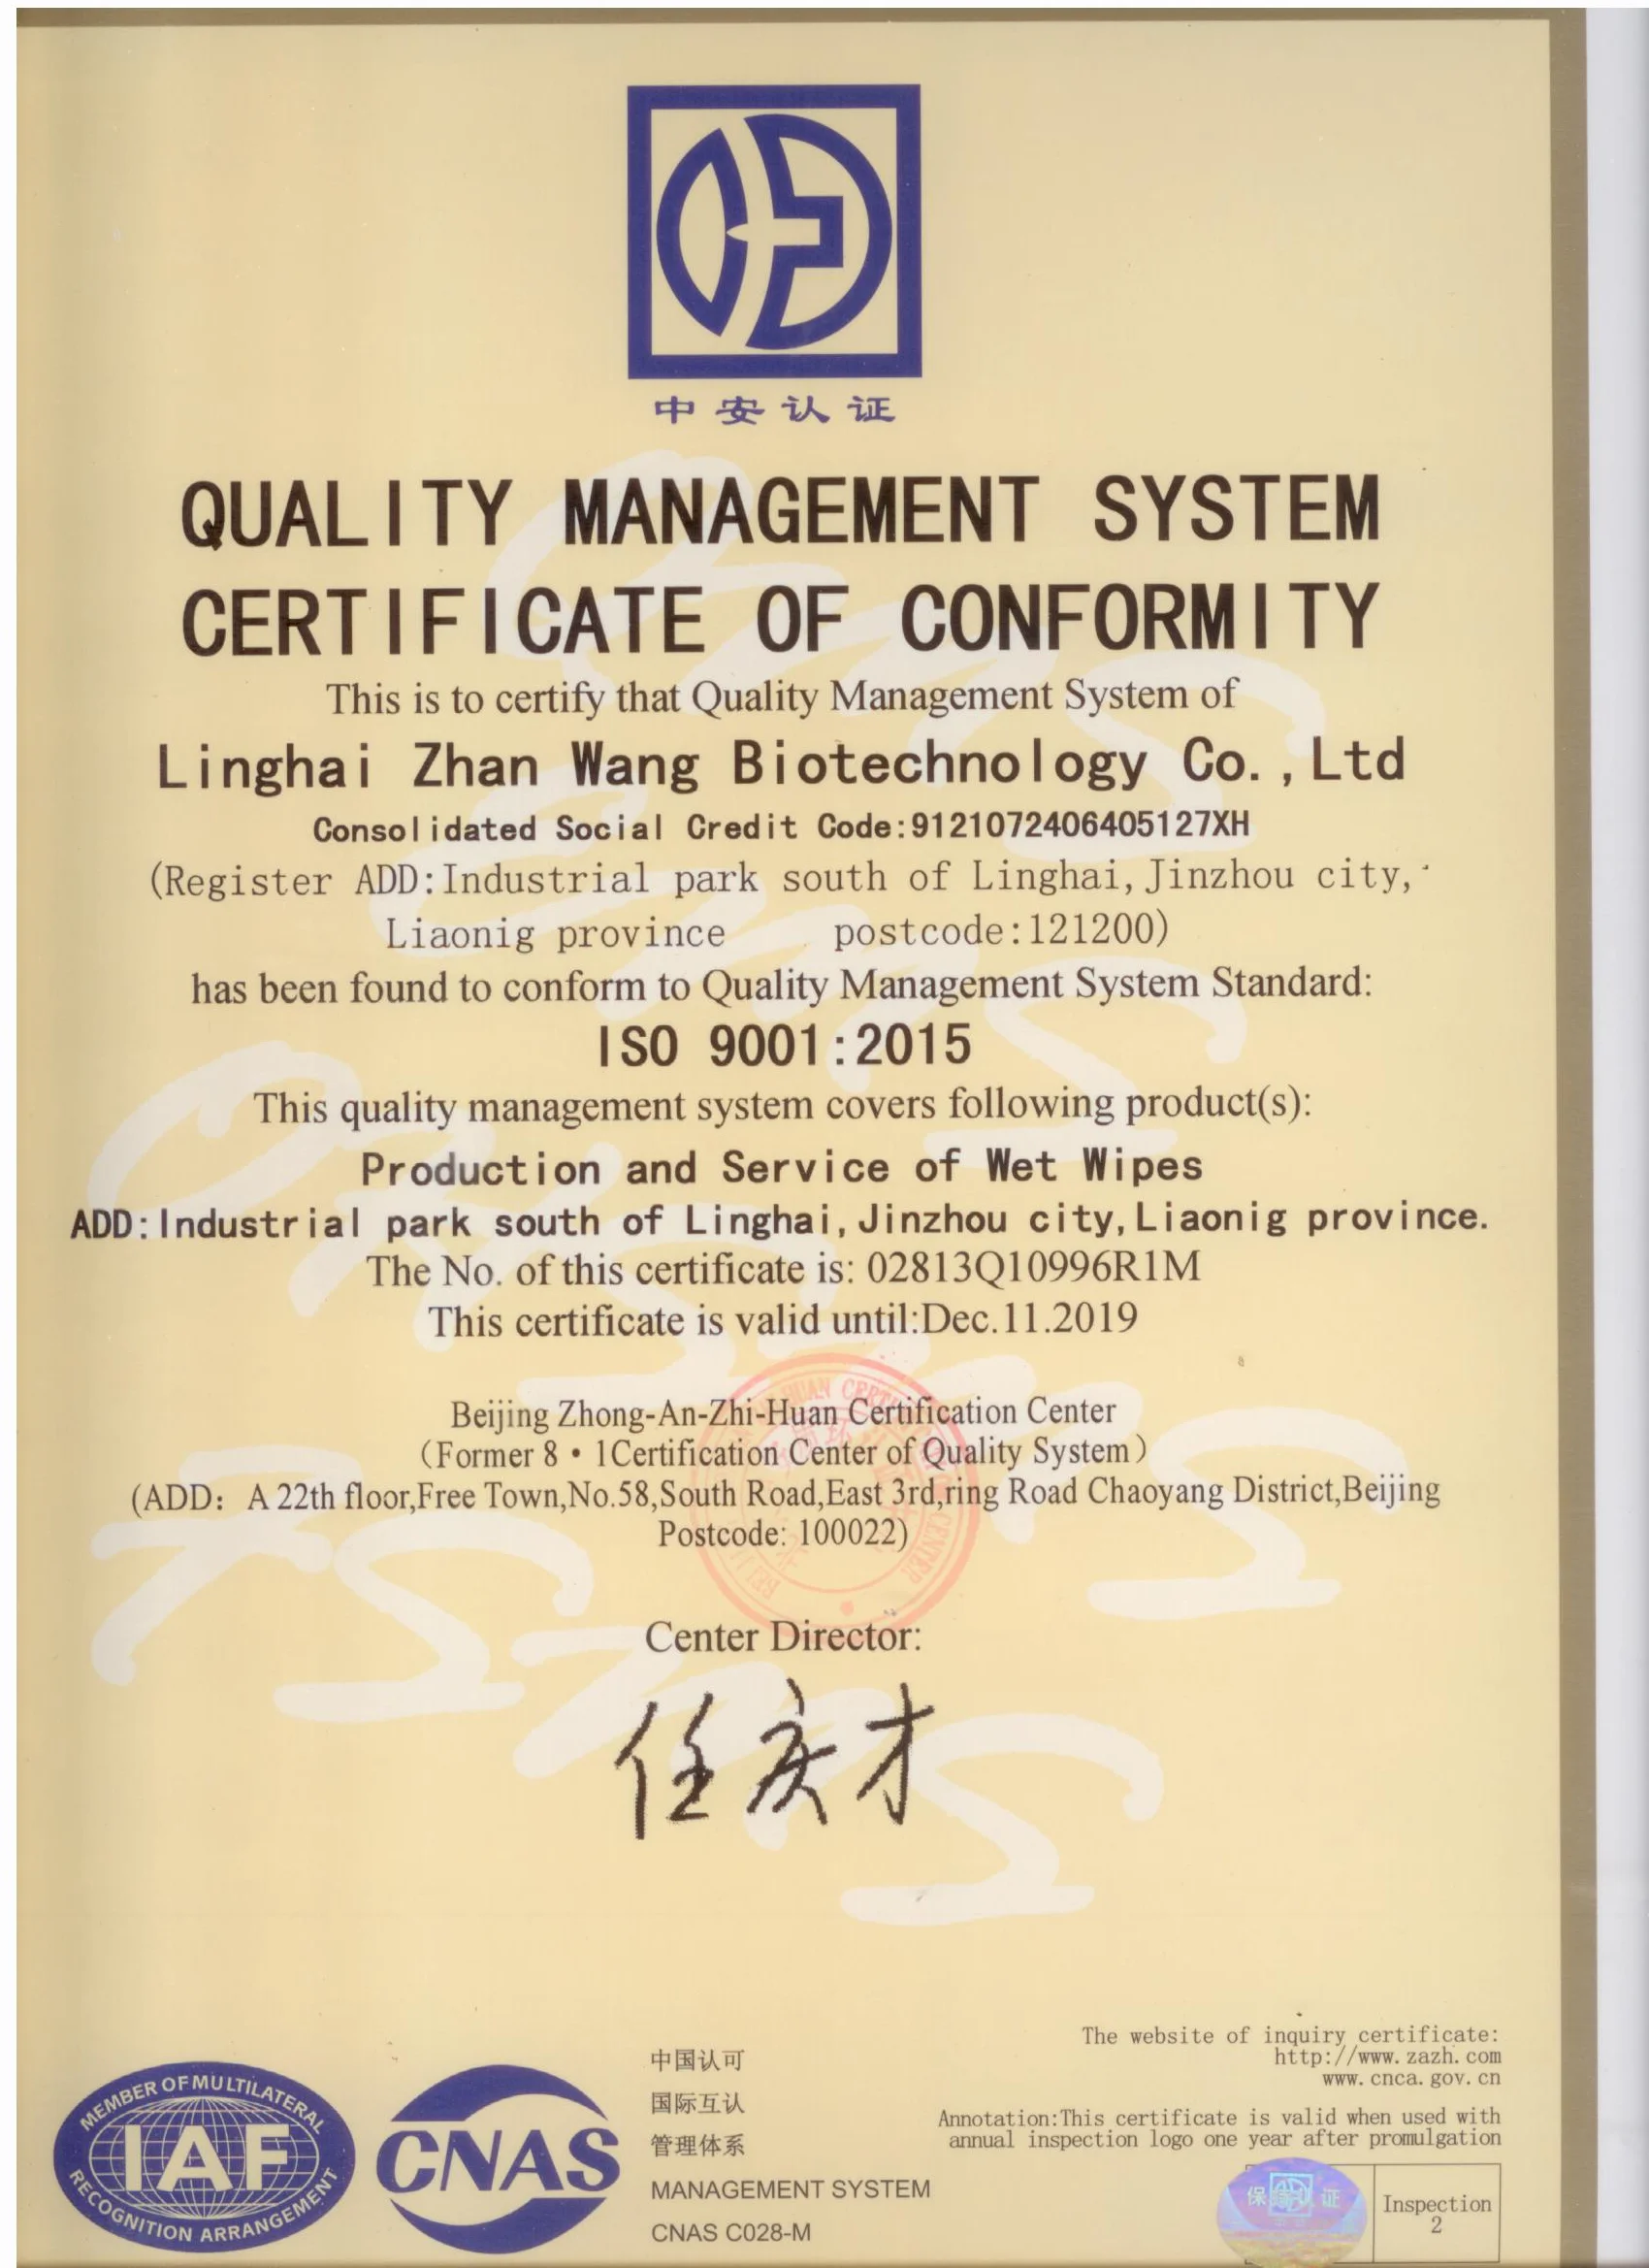 中安认证
QUALITY MANAGEMENT SYSTEM
CERTIFICATE OF CONFORMITY
This is to certify that Quality Management System of
Linghai Zhan Wang Biotechnology Co.,Ltd
Consolidated Social Credit Code:9121072406405127XH
(Register ADD:Industrial park south of Linghai,Jinzhou city,
Liaonig province postcode:121200)
has been found to conform to Quality Management System Standard:
ISO 9001:2015
This quality management system covers following product(s):
Production and Service of Wet Wipes
ADD:Industrial park south of Linghai,Jinzhou city,Liaonig province.
The No. of this certificate is: 02813Q10996R1M
This certificate is valid until:Dec.11.2019
Beijing Zhong-An-Zhi-Huan Certification Center
(Former 8·1Certification Center of Quality System)
(ADD: A 22th floor,Free Town,No.58,South Road,East 3rd,ring Road Chaoyang District,Beijing
Postcode: 100022)
Center Director:
任庆才
The website of inquiry certificate:
http://www.zazh.com
www.cnca.gov.cn
Annotation:This certificate is valid when used with
annual inspection logo one year after promulgation
MEMBER OF MULTILATERAL
IAF
RECOGNITION ARRANGEMENT
CNAS
中国认可
国际互认
管理体系
MANAGEMENT SYSTEM
CNAS C028-M
保持认证
Inspection
2